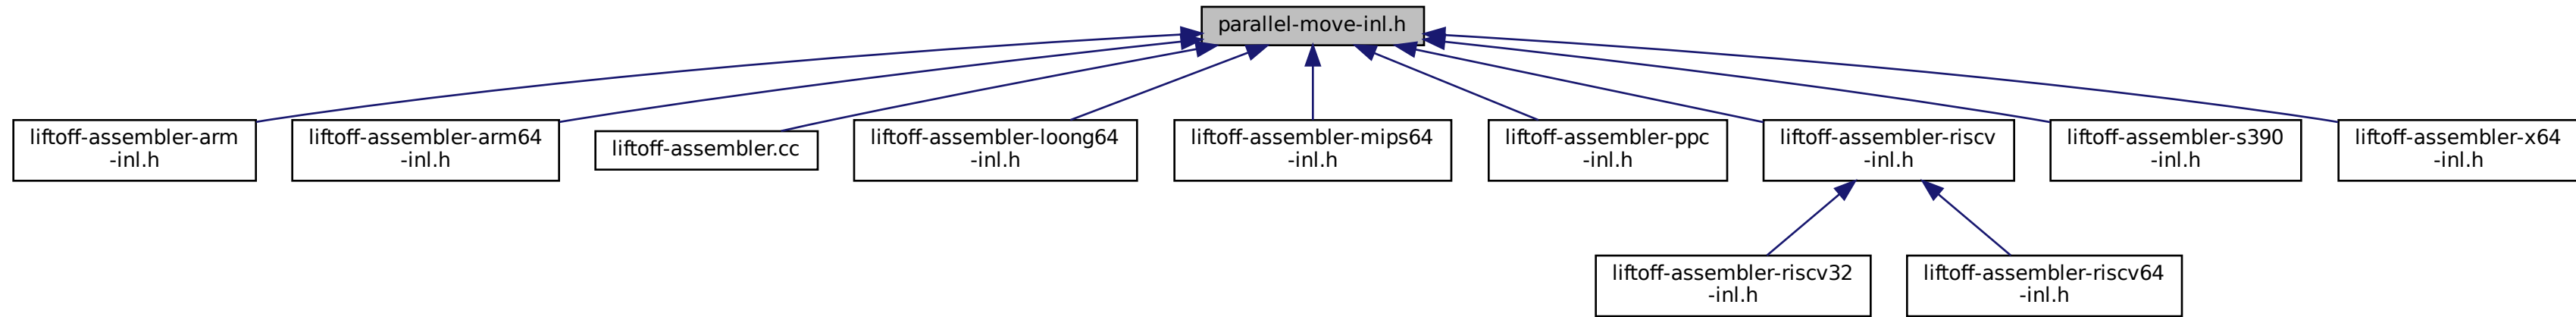 parallel-move-inl.h
liftoff-assembler-arm
-inl.h
liftoff-assembler-arm64
-inl.h
liftoff-assembler.cc
liftoff-assembler-loong64
-inl.h
liftoff-assembler-mips64
-inl.h
liftoff-assembler-ppc
-inl.h
liftoff-assembler-riscv
-inl.h
liftoff-assembler-s390
-inl.h
liftoff-assembler-x64
-inl.h
liftoff-assembler-riscv32
-inl.h
liftoff-assembler-riscv64
-inl.h